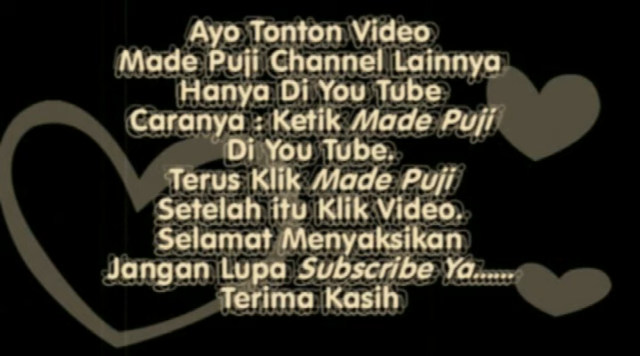 Ayo Tonton Video
Made Puji Channel Lainnya
Hanya Di You Tube
Caranya : Ketik Made Puji
Di You Tube.
Terus Klik Made Puji
Setelah itu Klik Video.
Selamat Menyaksikan
Jangan Lupa Subscribe Ya......
Terima Kasih